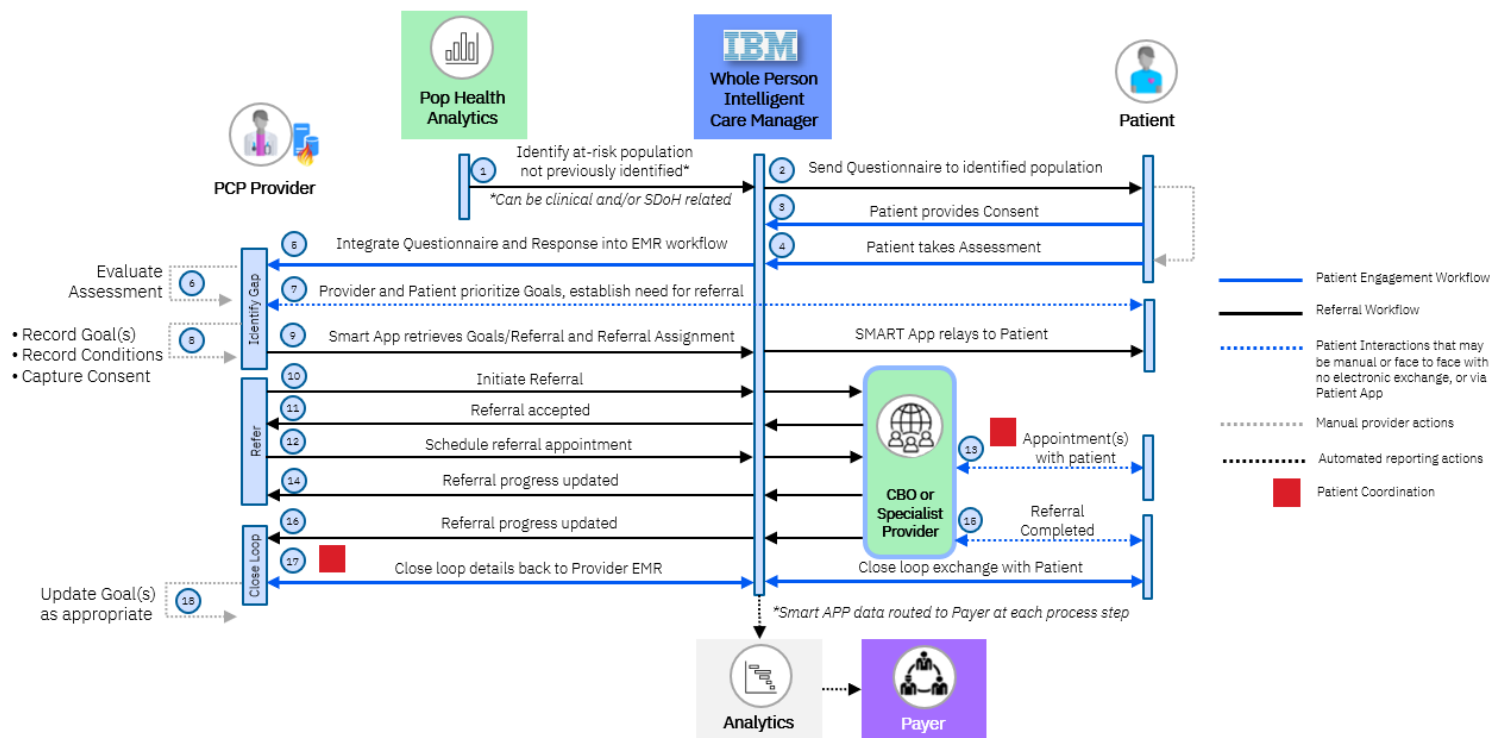 IBM
Pop Health
Analytics
Whole Person
Intelligent
Care Manager
PCP Provider
Patient
1
Identify at-risk population
not previously identified*
*Can be clinical and/or SDoH related
2
Send Questionnaire to identified population
3
Patient provides Consent
4
Patient takes Assessment
5
Integrate Questionnaire and Response into EMR workflow
Evaluate
Assessment
6
Identify Gap
7
Provider and Patient prioritize Goals, establish need for referral
• Record Goal(s)
• Record Conditions
• Capture Consent
8
9
Smart App retrieves Goals/Referral and Referral Assignment
SMART App relays to Patient
Refer
10
Initiate Referral
11
Referral accepted
12
Schedule referral appointment
CBO or
Specialist
Provider
13
Appointment(s)
with patient
14
Referral progress updated
15
Referral
Completed
Close Loop
16
Referral progress updated
17
Close loop details back to Provider EMR
Close loop exchange with Patient
Update Goal(s)
as appropriate
18
*Smart APP data routed to Payer at each process step
Analytics
Payer
Patient Engagement Workflow
Referral Workflow
Patient Interactions that may
be manual or face to face with
no electronic exchange, or via
Patient App
Manual provider actions
Automated reporting actions
Patient Coordination